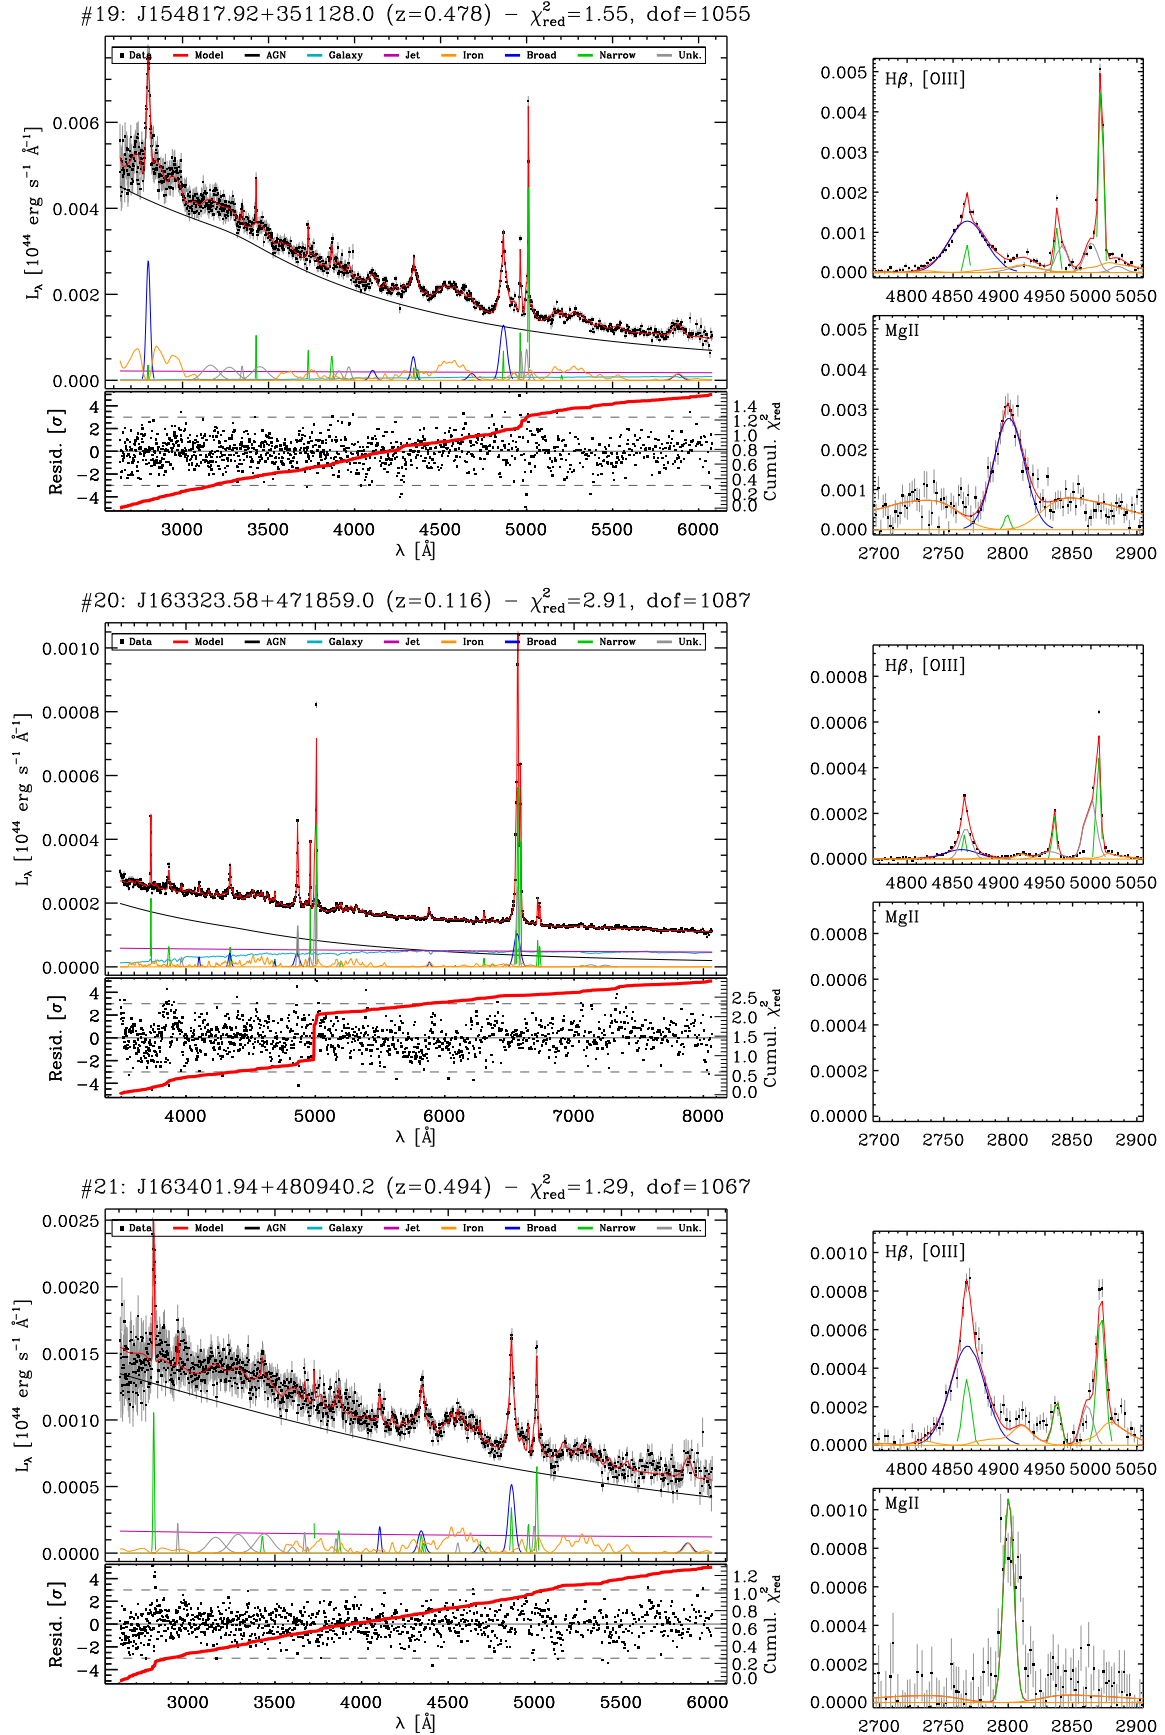 #19: J154817.92+351128.0 (z=0.478) − χ²red=1.55, dof=1055
Data Model AGN Galaxy Jet Iron Broad Narrow Unk.
0.006
0.004
0.002
0.000
Lλ [10⁴⁴ erg s⁻¹ Å⁻¹]
4
2
0
−2
−4
Resid. [σ]
1.4
1.2
1.0
0.8
0.6
0.4
0.2
0.0
Cumul. χ²red
3000 3500 4000 4500 5000 5500 6000
λ [Å]
Hβ, [OIII]
0.005
0.004
0.003
0.002
0.001
0.000
4800 4850 4900 4950 5000 5050
MgII
0.005
0.004
0.003
0.002
0.001
0.000
2700 2750 2800 2850 2900
#20: J163323.58+471859.0 (z=0.116) − χ²red=2.91, dof=1087
Data Model AGN Galaxy Jet Iron Broad Narrow Unk.
0.0010
0.0008
0.0006
0.0004
0.0002
0.0000
Lλ [10⁴⁴ erg s⁻¹ Å⁻¹]
4
2
0
−2
−4
Resid. [σ]
2.5
2.0
1.5
1.0
0.5
0.0
Cumul. χ²red
4000 5000 6000 7000 8000
λ [Å]
Hβ, [OIII]
0.0008
0.0006
0.0004
0.0002
0.0000
4800 4850 4900 4950 5000 5050
MgII
0.0008
0.0006
0.0004
0.0002
0.0000
2700 2750 2800 2850 2900
#21: J163401.94+480940.2 (z=0.494) − χ²red=1.29, dof=1067
Data Model AGN Galaxy Jet Iron Broad Narrow Unk.
0.0025
0.0020
0.0015
0.0010
0.0005
0.0000
Lλ [10⁴⁴ erg s⁻¹ Å⁻¹]
4
2
0
−2
−4
Resid. [σ]
1.2
1.0
0.8
0.6
0.4
0.2
0.0
Cumul. χ²red
3000 3500 4000 4500 5000 5500 6000
λ [Å]
Hβ, [OIII]
0.0010
0.0008
0.0006
0.0004
0.0002
0.0000
4800 4850 4900 4950 5000 5050
MgII
0.0010
0.0008
0.0006
0.0004
0.0002
0.0000
2700 2750 2800 2850 2900